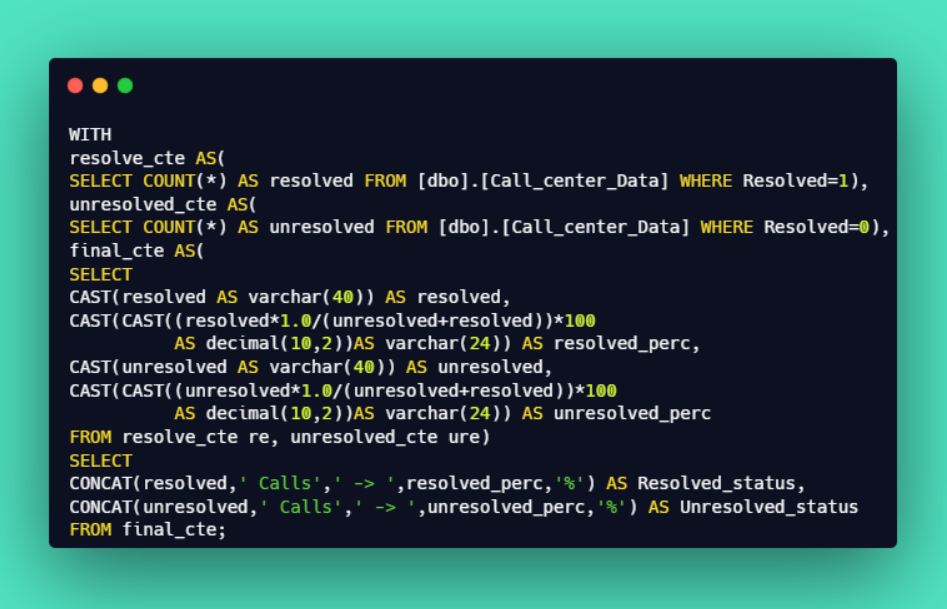 WITH
resolve_cte AS(
SELECT COUNT(*) AS resolved FROM [dbo].[Call_center_Data] WHERE Resolved=1),
unresolved_cte AS(
SELECT COUNT(*) AS unresolved FROM [dbo].[Call_center_Data] WHERE Resolved=0),
final_cte AS(
SELECT
CAST(resolved AS varchar(40)) AS resolved,
CAST(CAST((resolved*1.0/(unresolved+resolved))*100
AS decimal(10,2))AS varchar(24)) AS resolved_perc,
CAST(unresolved AS varchar(40)) AS unresolved,
CAST(CAST((unresolved*1.0/(unresolved+resolved))*100
AS decimal(10,2))AS varchar(24)) AS unresolved_perc
FROM resolve_cte re, unresolved_cte ure)
SELECT
CONCAT(resolved,' Calls',' -> ',resolved_perc,'%') AS Resolved_status,
CONCAT(unresolved,' Calls',' -> ',unresolved_perc,'%') AS Unresolved_status
FROM final_cte;